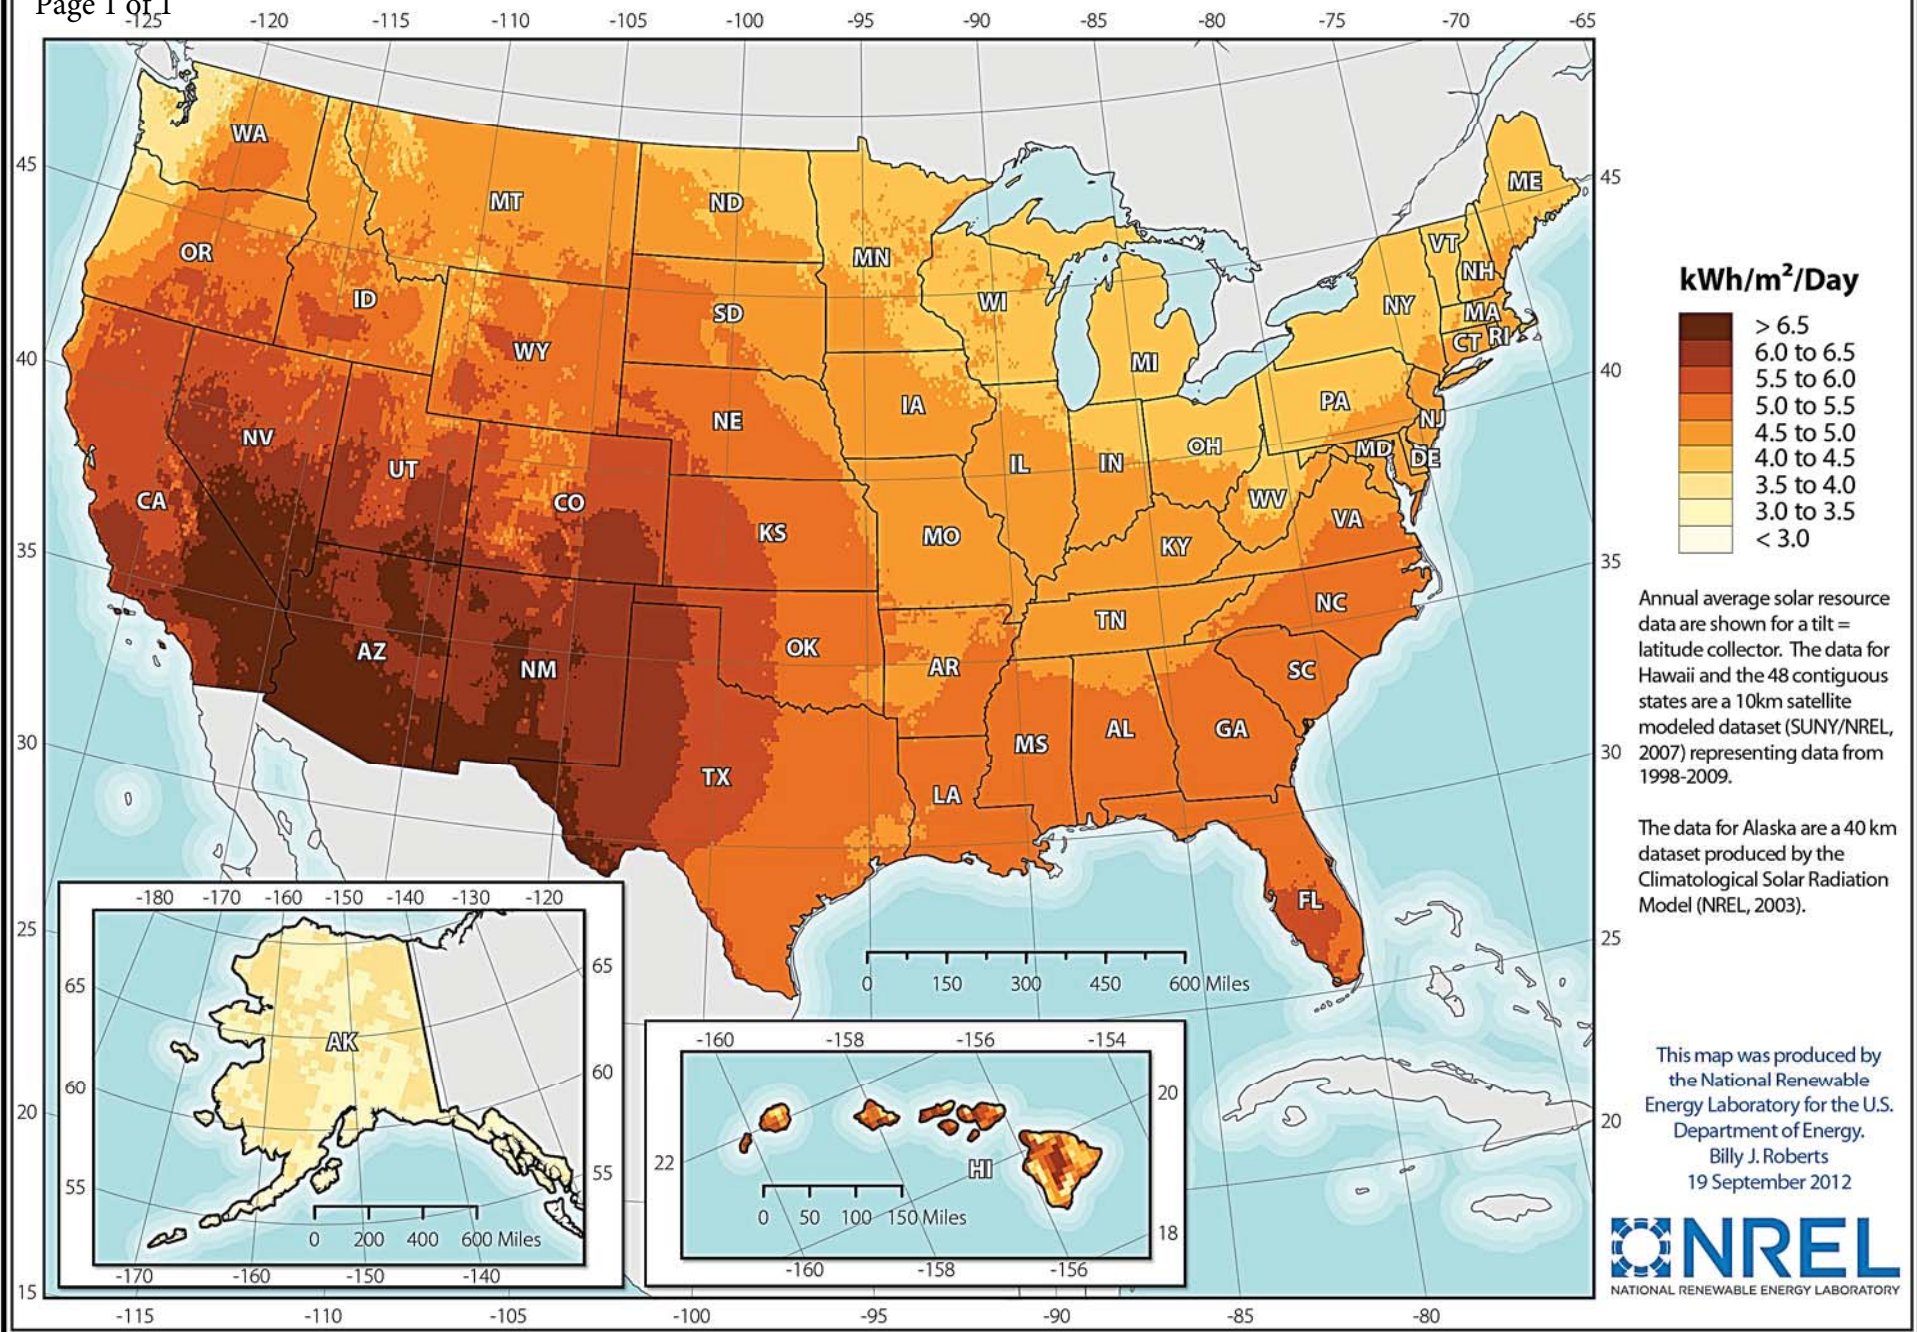 Page 1 of 1
-125 -120 -115 -110 -105 -100 -95 -90 -85 -80 -75 -70 -65
45
40
35
30
25
20
15
45
40
35
30
25
20
-115 -110 -105 -100 -95 -90 -85 -80
WA
OR
CA
NV
ID
MT
WY
UT
AZ
CO
NM
ND
SD
NE
KS
OK
TX
MN
IA
MO
AR
LA
WI
IL
MI
IN
OH
KY
TN
MS
AL
GA
FL
SC
NC
VA
WV
PA
NY
MD
DE
NJ
CT
RI
MA
VT
NH
ME
0 150 300 450 600 Miles
-180 -170 -160 -150 -140 -130 -120
65
60
55
65
60
55
AK
0 200 400 600 Miles
-170 -160 -150 -140
-160 -158 -156 -154
20
22
18
HI
0 50 100 150 Miles
-160 -158 -156
kWh/m²/Day
> 6.5
6.0 to 6.5
5.5 to 6.0
5.0 to 5.5
4.5 to 5.0
4.0 to 4.5
3.5 to 4.0
3.0 to 3.5
< 3.0
Annual average solar resource
data are shown for a tilt =
latitude collector. The data for
Hawaii and the 48 contiguous
states are a 10km satellite
modeled dataset (SUNY/NREL,
2007) representing data from
1998-2009.
The data for Alaska are a 40 km
dataset produced by the
Climatological Solar Radiation
Model (NREL, 2003).
This map was produced by
the National Renewable
Energy Laboratory for the U.S.
Department of Energy.
Billy J. Roberts
19 September 2012
NREL
NATIONAL RENEWABLE ENERGY LABORATORY